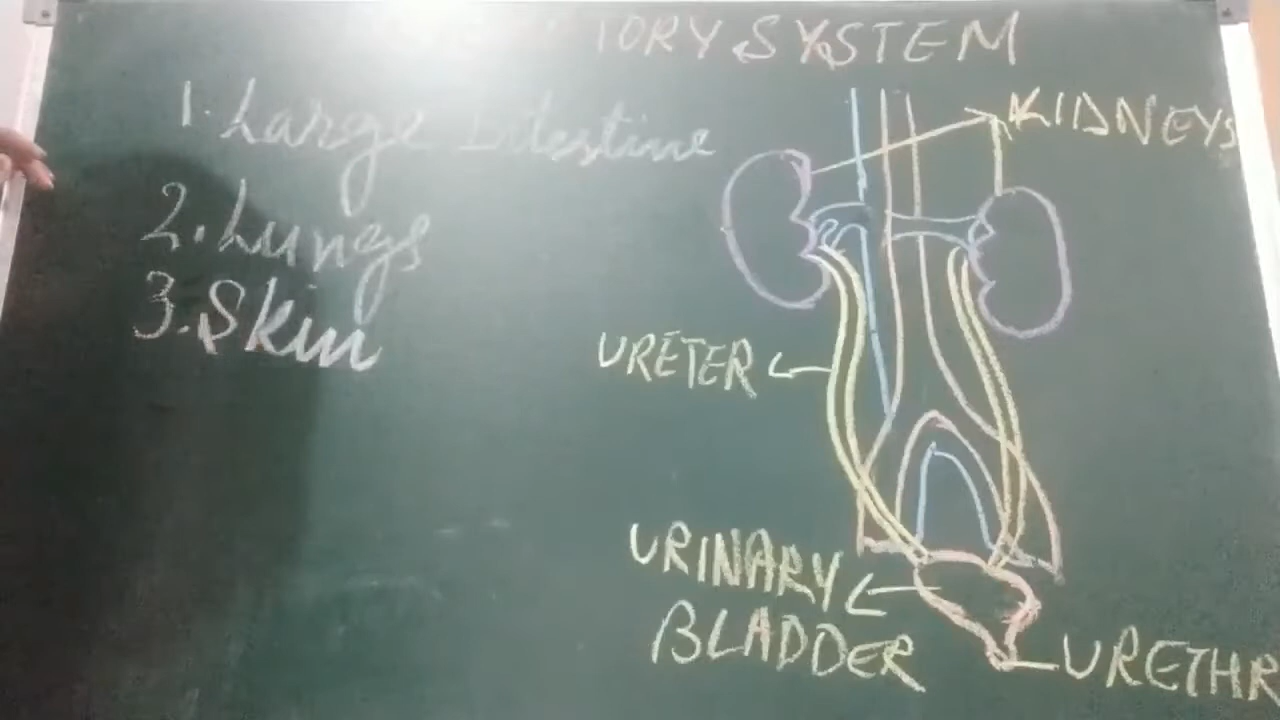 TORY SYSTEM
1. Large Intestine
2. Lungs
3. Skin
KIDNEYS
URETER
URINARY
BLADDER
URETHR